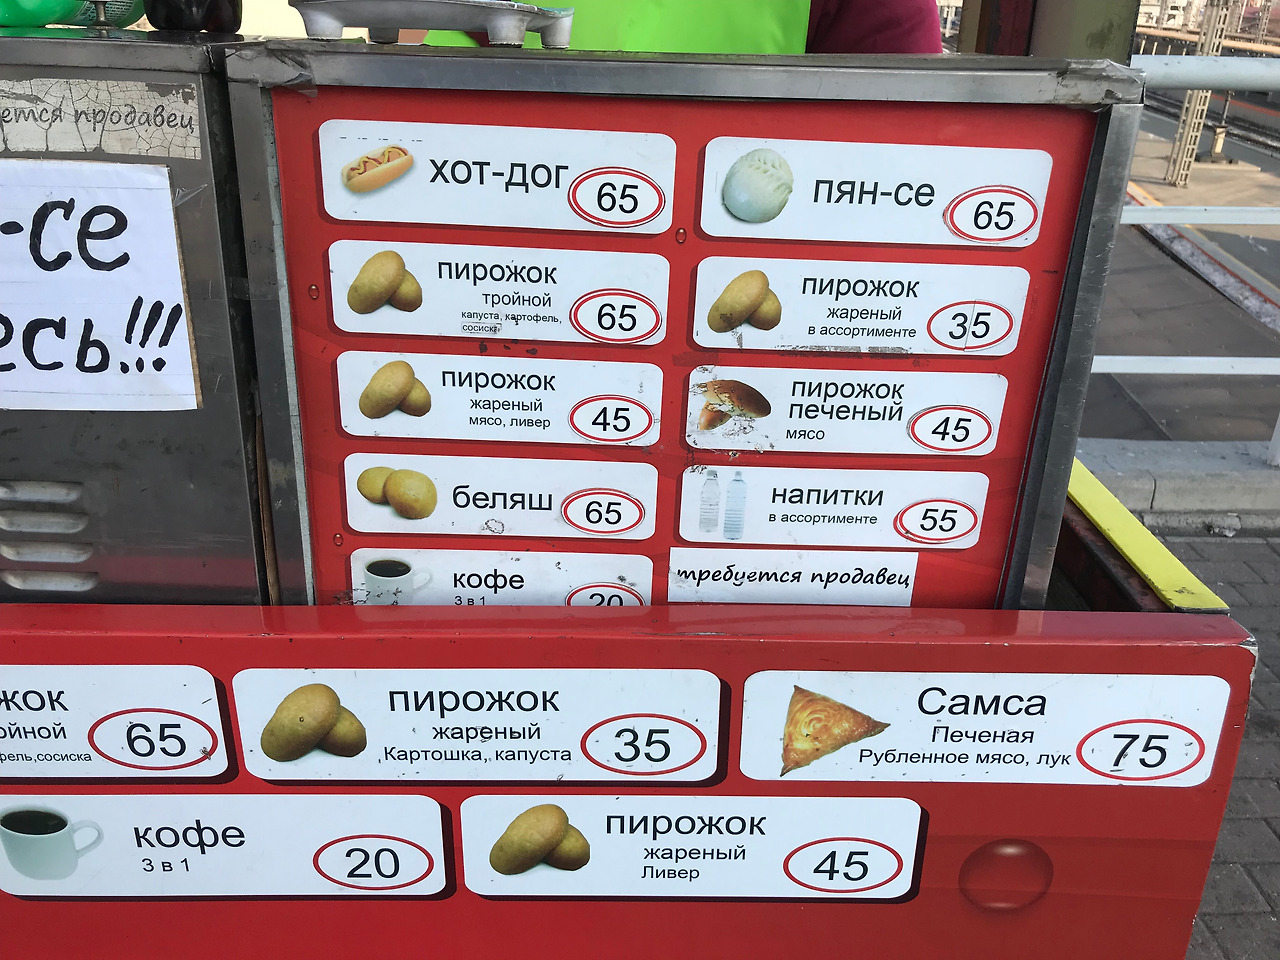 требуется продавец
-се
есь!!!
хот-дог 65
пян-се 65
пирожок
тройной
капуста, картофель,
сосиска
65
пирожок
жареный
в ассортименте
35
пирожок
жареный
мясо, ливер
45
пирожок
печеный
мясо
45
беляш 65
напитки
в ассортименте
55
кофе
3 в 1
20
требуется продавец
жок
ойной
фель,сосиска
65
пирожок
жареный
Картошка, капуста
35
Самса
Печеная
Рубленное мясо, лук
75
кофе
3 в 1
20
пирожок
жареный
Ливер
45